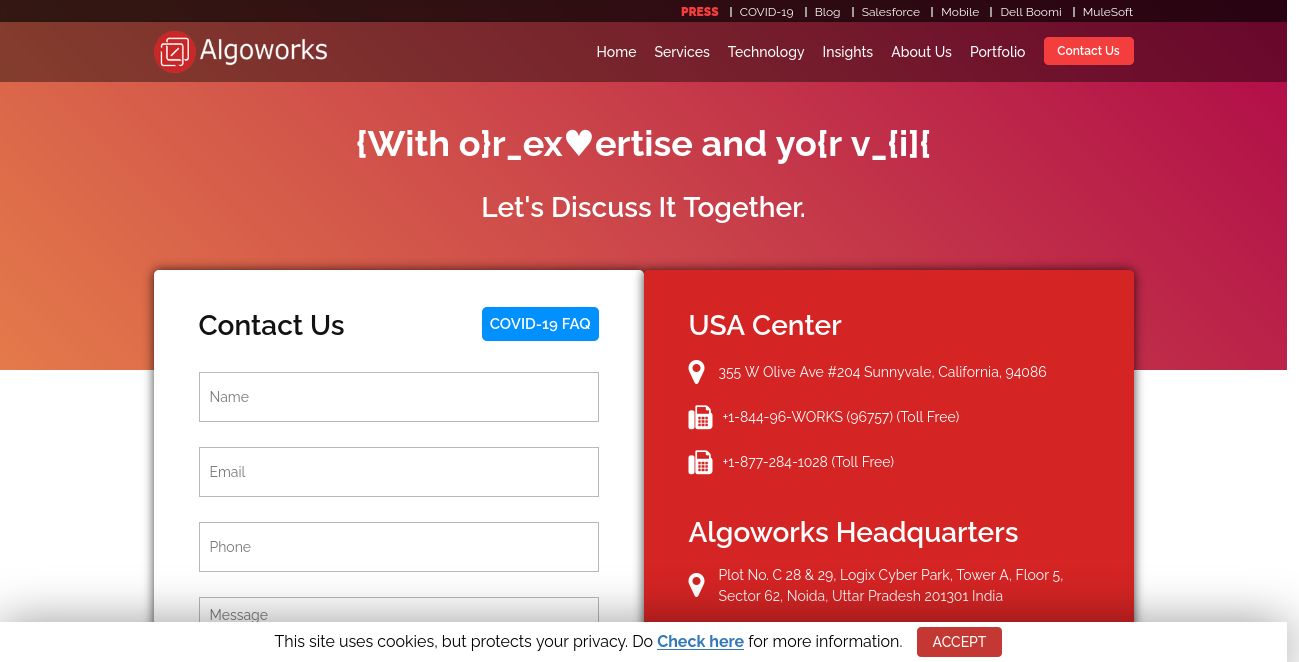 PRESS | COVID-19 | Blog | Salesforce | Mobile | Dell Boomi | MuleSoft
Algoworks Home Services Technology Insights About Us Portfolio Contact Us
{With o}r_ex♥ertise and yo{r v_{i]{
Let's Discuss It Together.
Contact Us
COVID-19 FAQ
Name
Email
Phone
Message
USA Center
355 W Olive Ave #204 Sunnyvale, California, 94086
+1-844-96-WORKS (96757) (Toll Free)
+1-877-284-1028 (Toll Free)
Algoworks Headquarters
Plot No. C 28 & 29, Logix Cyber Park, Tower A, Floor 5,
Sector 62, Noida, Uttar Pradesh 201301 India
This site uses cookies, but protects your privacy. Do Check here for more information. ACCEPT